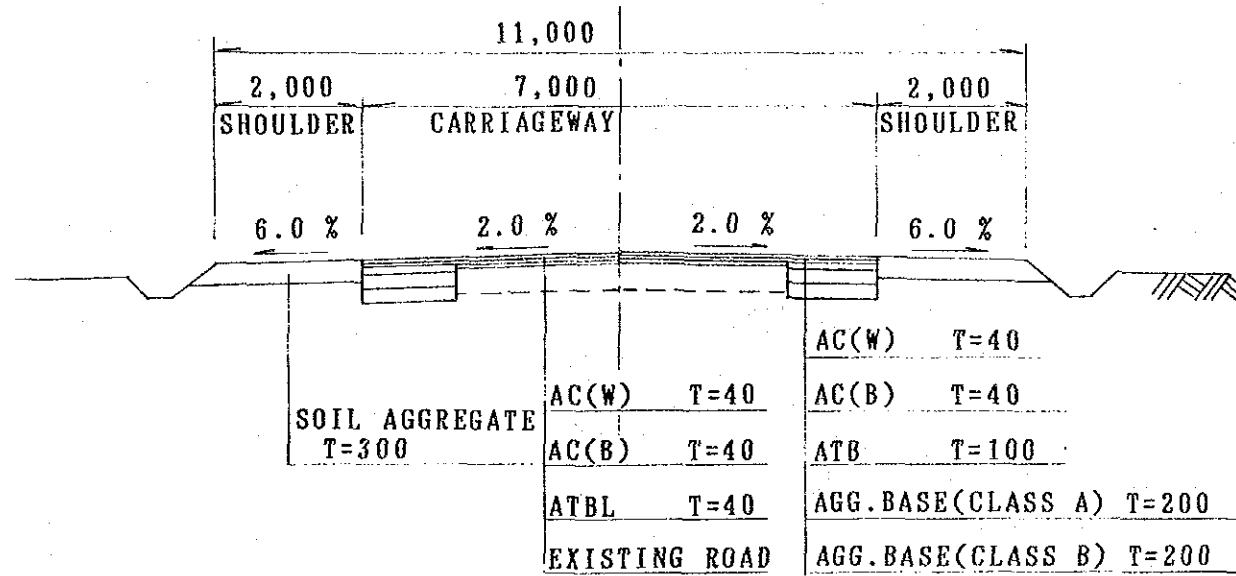 11,000
2,000 7,000 2,000
SHOULDER CARRIAGEWAY SHOULDER
6.0 % 2.0 % 2.0 % 6.0 %
SOIL AGGREGATE
T=300
AC(W) T=40
AC(B) T=40
ATBL T=40
EXISTING ROAD
AC(W) T=40
AC(B) T=40
ATB T=100
AGG.BASE(CLASS A) T=200
AGG.BASE(CLASS B) T=200